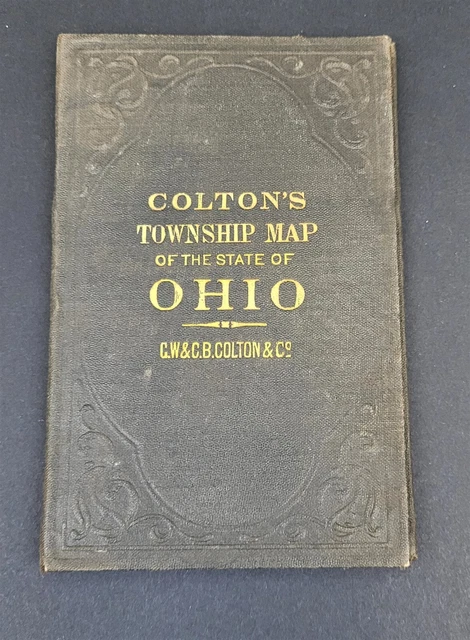 COLTON'S
TOWNSHIP MAP
OF THE STATE OF
OHIO
G.W.&C.B.COLTON & Cº